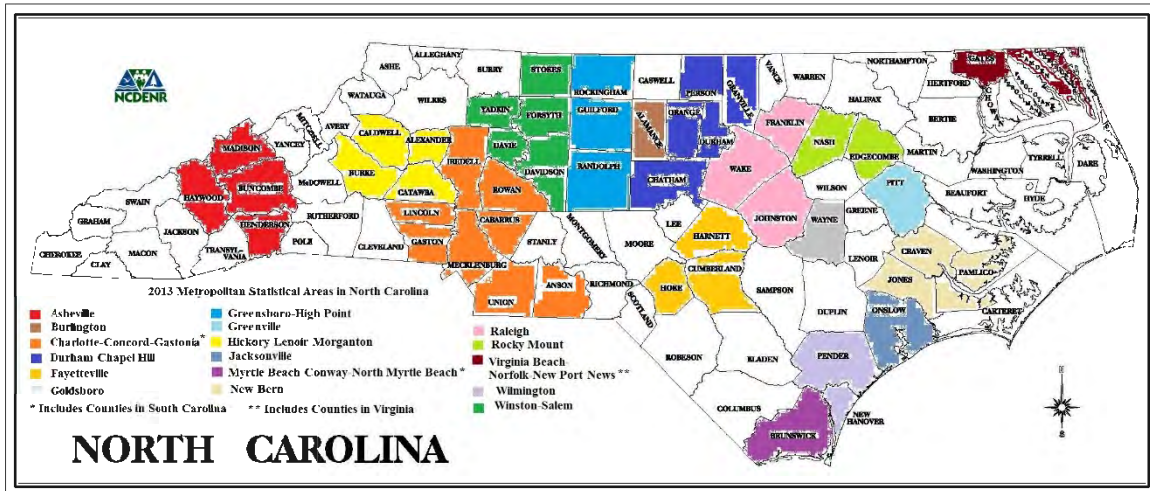 ALLEGHANY
ASHE
SURRY
STOKES
ROCKINGHAM
CASWELL
PERSON
GRANVILLE
VANCE
WARREN
NORTHAMPTON
GATES
HERTFORD
NCDENR
WATAUGA
WILKES
YADKIN
FORSYTH
GUILFORD
ALAMANCE
ORANGE
DURHAM
FRANKLIN
HALIFAX
BERTIE
CHOWAN
MITCHELL
AVERY
CALDWELL
ALEXANDER
MADISON
YANCEY
IREDELL
DAVIE
DAVIDSON
RANDOLPH
CHATHAM
WAKE
NASH
EDGECOMBE
MARTIN
WASHINGTON
TYRRELL
DARE
BURKE
McDOWELL
CATAWBA
ROWAN
BUNCOMBE
HAYWOOD
SWAIN
GRAHAM
WILSON
PITT
BEAUFORT
HYDE
RUTHERFORD
LINCOLN
CABARRUS
HENDERSON
JACKSON
POLK
CLEVELAND
GASTON
STANLY
MONTGOMERY
MOORE
LEE
HARNETT
JOHNSTON
WAYNE
GREENE
CHEROKEE
CLAY
MACON
TRANSYL
VANIA
MECKLENBURG
LENOIR
CRAVEN
PAMLICO
JONES
UNION
ANSON
RICHMOND
SCOTLAND
HOKE
CUMBERLAND
SAMPSON
DUPLIN
ONSLOW
CARTERET
ROBESON
BLADEN
PENDER
COLUMBUS
NEW
HANOVER
BRUNSWICK
2013 Metropolitan Statistical Areas in North Carolina
Asheville
Burlington
Charlotte-Concord-Gastonia *
Durham Chapel Hill
Fayetteville
Goldsboro
Greensboro-High Point
Greenville
Hickory Lenoir Morganton
Jacksonville
Myrtle Beach Conway-North Myrtle Beach *
New Bern
Raleigh
Rocky Mount
Virginia Beach
Norfolk-New Port News **
Wilmington
Winston-Salem
* Includes Counties in South Carolina
** Includes Counties in Virginia
NORTH CAROLINA